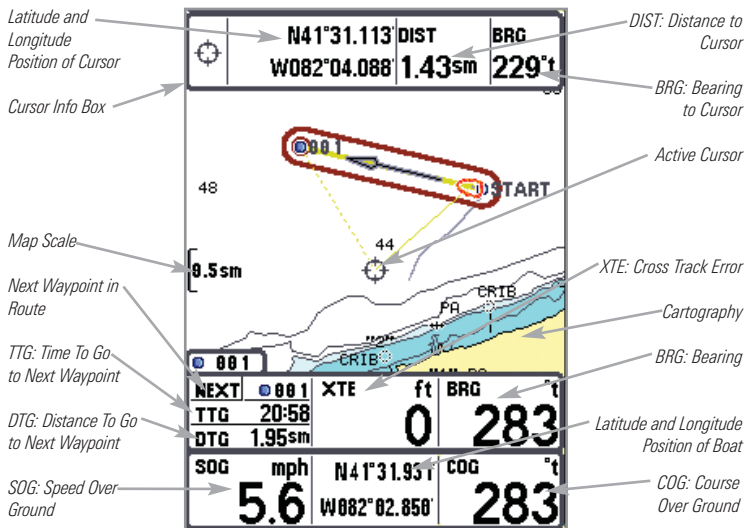 Latitude and
Longitude
Position of Cursor
Cursor Info Box
Map Scale
Next Waypoint in
Route
TTG: Time To Go
to Next Waypoint
DTG: Distance To Go
to Next Waypoint
SOG: Speed Over
Ground
N41°31.113' DIST BRG
W082°04.088' 1.43sm 229°t
001
START
48
44
9.5sm
CRIB
PA
"2"
CRIB
001
NEXT 001 XTE ft BRG °t
TTG 20:58
0 283
DTG 1.95sm
SOG mph N41°31.931' COG °t
5.6 W082°02.850' 283
DIST: Distance to
Cursor
BRG: Bearing
to Cursor
Active Cursor
XTE: Cross Track Error
Cartography
BRG: Bearing
Latitude and Longitude
Position of Boat
COG: Course
Over Ground